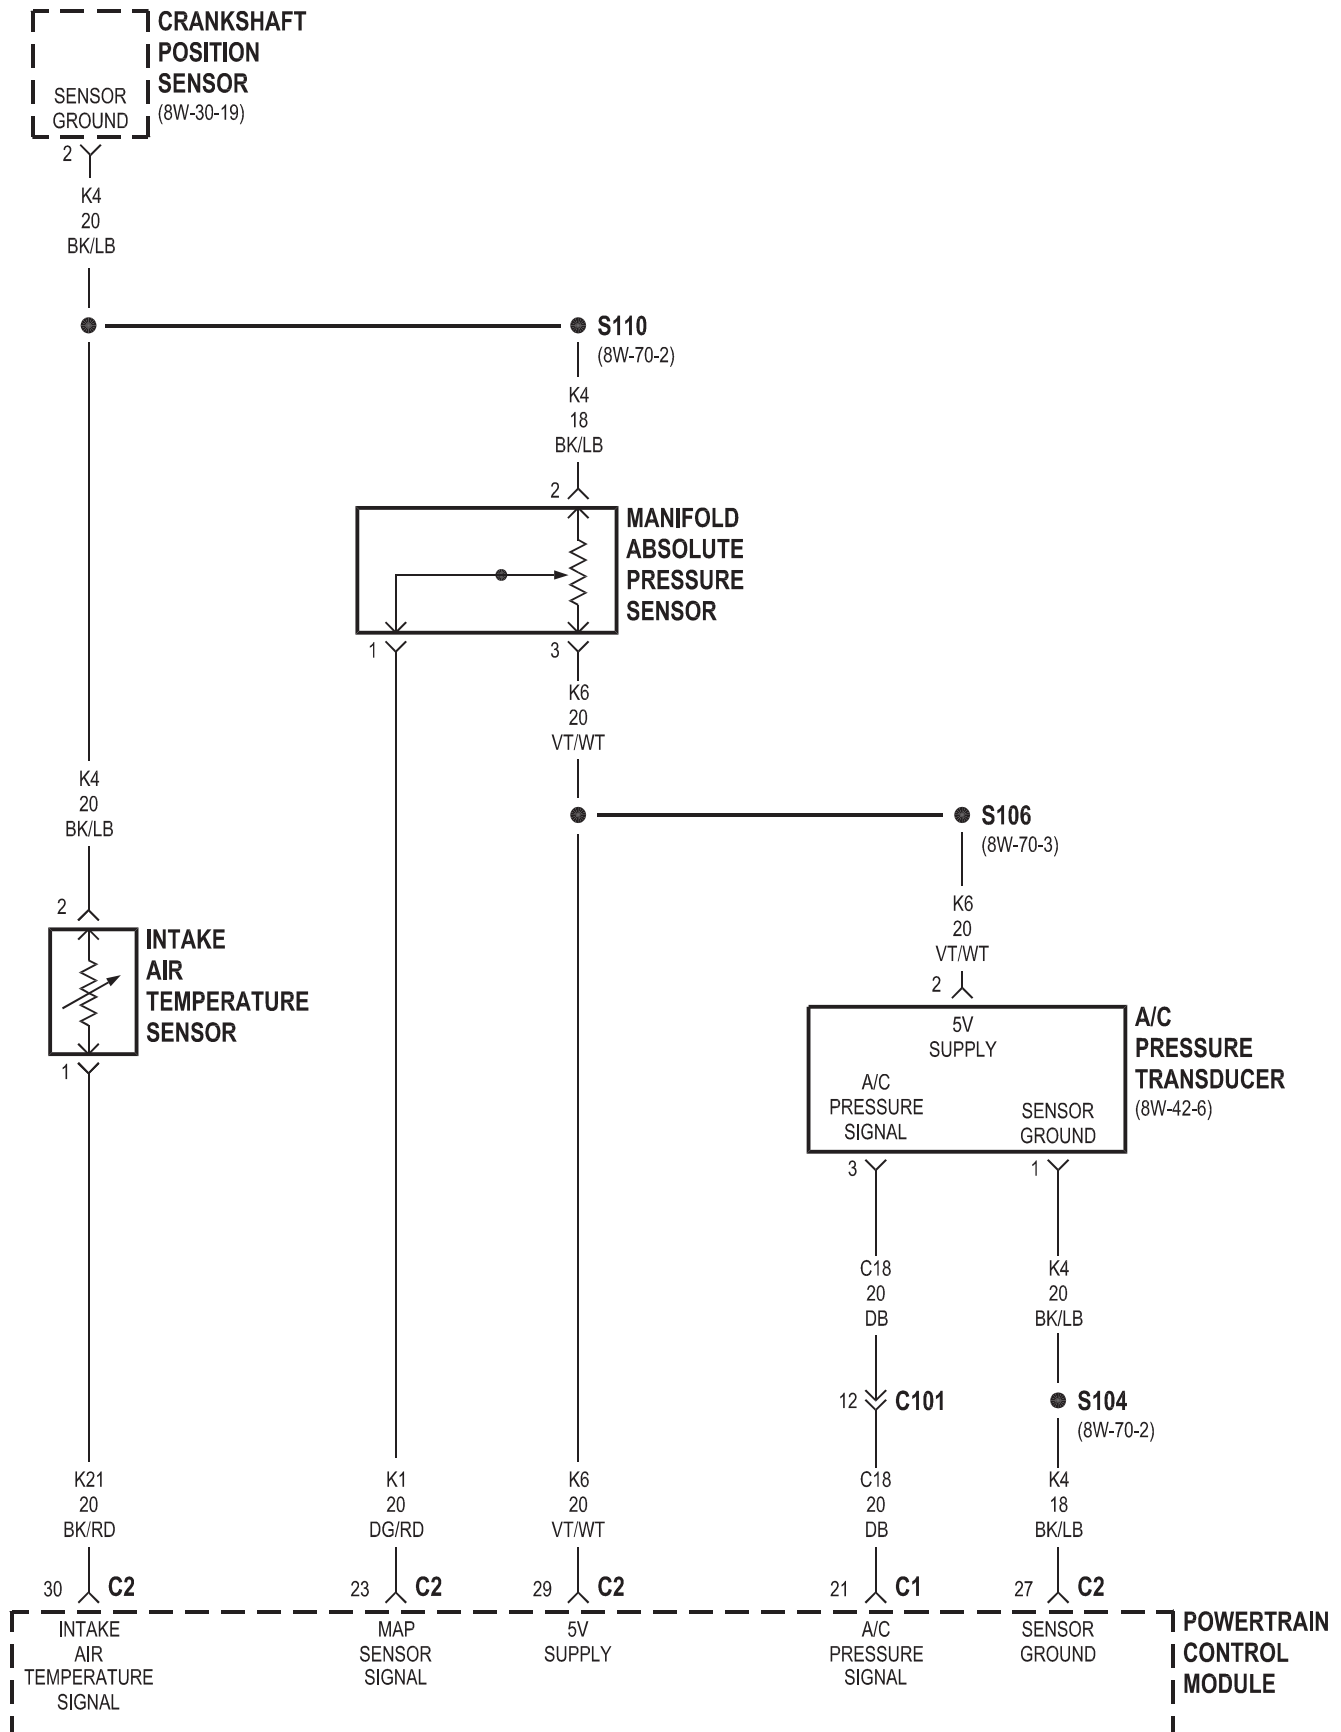 CRANKSHAFT
POSITION
SENSOR
(8W-30-19)
SENSOR
GROUND
2
K4
20
BK/LB
S110
(8W-70-2)
K4
18
BK/LB
2
MANIFOLD
ABSOLUTE
PRESSURE
SENSOR
1
3
K6
20
VT/WT
K4
20
BK/LB
S106
(8W-70-3)
K6
20
VT/WT
2
2
INTAKE
AIR
TEMPERATURE
SENSOR
1
5V
SUPPLY
A/C
PRESSURE
SIGNAL
SENSOR
GROUND
A/C
PRESSURE
TRANSDUCER
(8W-42-6)
3
1
C18
20
DB
K4
20
BK/LB
12
C101
S104
(8W-70-2)
K21
20
BK/RD
K1
20
DG/RD
K6
20
VT/WT
C18
20
DB
K4
18
BK/LB
30 C2
23 C2
29 C2
21 C1
27 C2
INTAKE
AIR
TEMPERATURE
SIGNAL
MAP
SENSOR
SIGNAL
5V
SUPPLY
A/C
PRESSURE
SIGNAL
SENSOR
GROUND
POWERTRAIN
CONTROL
MODULE